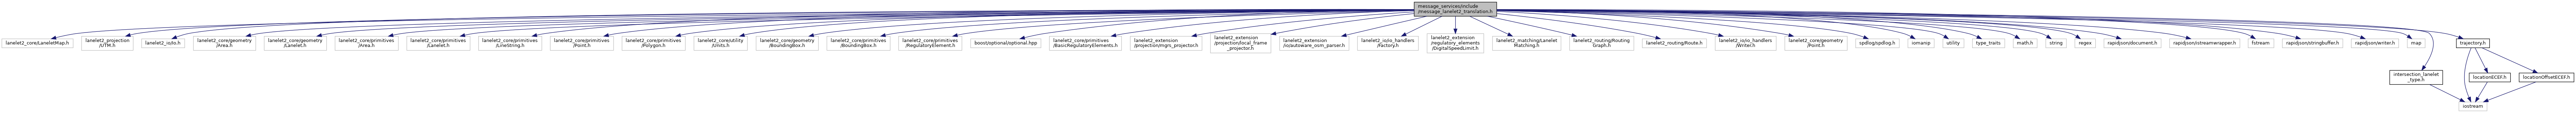 message_services/include
/message_lanelet2_translation.h
lanelet2_core/LaneletMap.h
lanelet2_projection
/UTM.h
lanelet2_io/Io.h
lanelet2_core/geometry
/Area.h
lanelet2_core/geometry
/Lanelet.h
lanelet2_core/primitives
/Area.h
lanelet2_core/primitives
/Lanelet.h
lanelet2_core/primitives
/LineString.h
lanelet2_core/primitives
/Point.h
lanelet2_core/primitives
/Polygon.h
lanelet2_core/utility
/Units.h
lanelet2_core/geometry
/BoundingBox.h
lanelet2_core/primitives
/BoundingBox.h
lanelet2_core/primitives
/RegulatoryElement.h
boost/optional/optional.hpp
lanelet2_core/primitives
/BasicRegulatoryElements.h
lanelet2_extension
/projection/mgrs_projector.h
lanelet2_extension
/projection/local_frame
_projector.h
lanelet2_extension
/io/autoware_osm_parser.h
lanelet2_io/io_handlers
/Factory.h
lanelet2_extension
/regulatory_elements
/DigitalSpeedLimit.h
lanelet2_matching/Lanelet
Matching.h
lanelet2_routing/Routing
Graph.h
lanelet2_routing/Route.h
lanelet2_io/io_handlers
/Writer.h
lanelet2_core/geometry
/Point.h
spdlog/spdlog.h
iomanip
utility
type_traits
math.h
string
regex
rapidjson/document.h
rapidjson/istreamwrapper.h
fstream
rapidjson/stringbuffer.h
rapidjson/writer.h
map
trajectory.h
intersection_lanelet
_type.h
locationECEF.h
locationOffsetECEF.h
iostream